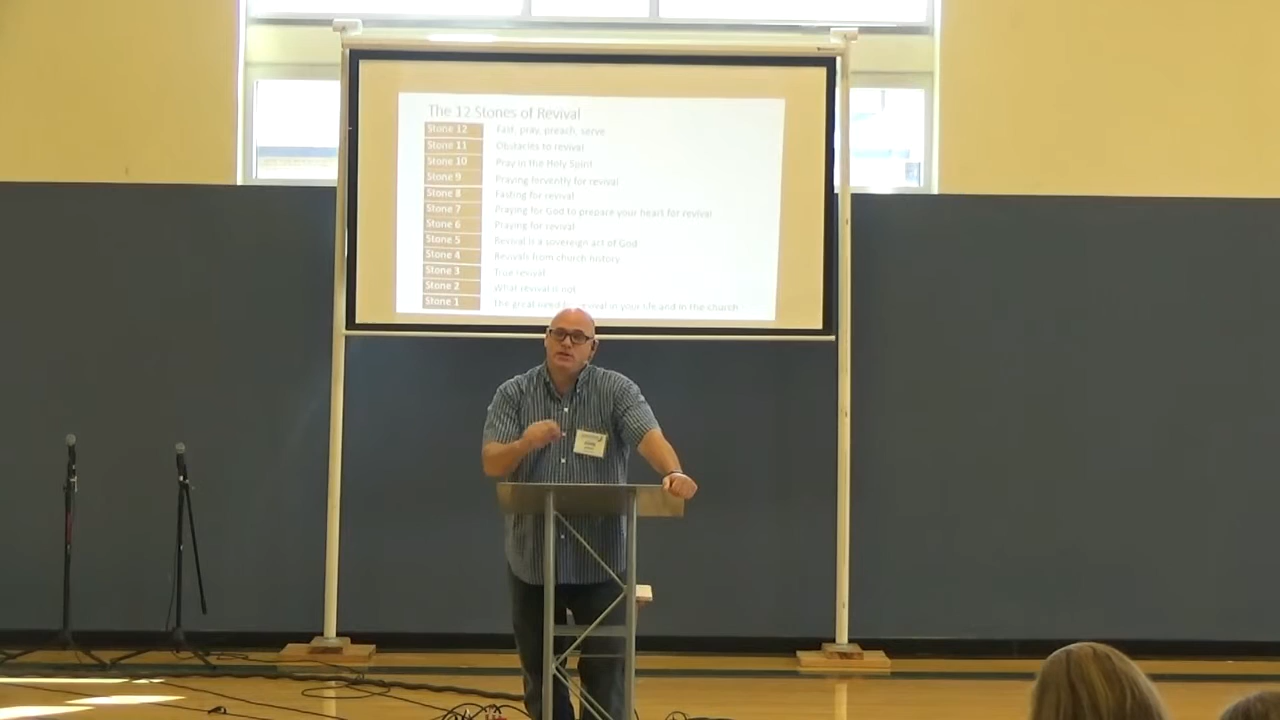 The 12 Stones of Revival
Stone 12 Fast, pray, preach, serve
Stone 11 Obstacles to revival
Stone 10 Pray in the Holy Spirit
Stone 9 Praying fervently for revival
Stone 8 Fasting for revival
Stone 7 Praying for God to prepare your heart for revival
Stone 6 Praying for revival
Stone 5 Revival is a sovereign act of God
Stone 4 Revivals from church history
Stone 3 True revival
Stone 2 What revival is not
Stone 1 The great need revival in your life and in the church